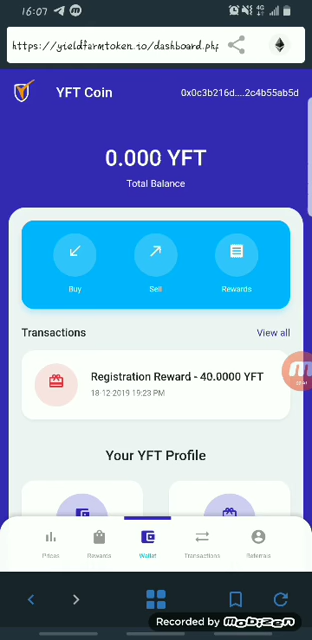 16:07
https://yieldfarmtoken.io/dashboard.php
YFT Coin
0x0c3b216d....2c4b55ab5d
0.000 YFT
Total Balance
Buy
Sell
Rewards
Transactions
View all
Registration Reward - 40.0000 YFT
18-12-2019 19:23 PM
Your YFT Profile
Prices
Rewards
Wallet
Transactions
Referrals
Recorded by MOBIZEN